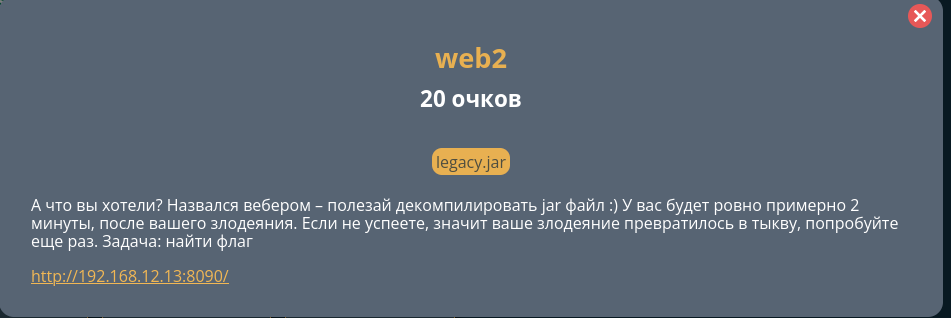 web2
20 очков
legacy.jar
А что вы хотели? Назвался вебером – полезай декомпилировать jar файл :) У вас будет ровно примерно 2
минуты, после вашего злодеяния. Если не успеете, значит ваше злодеяние превратилось в тыкву, попробуйте
еще раз. Задача: найти флаг
http://192.168.12.13:8090/